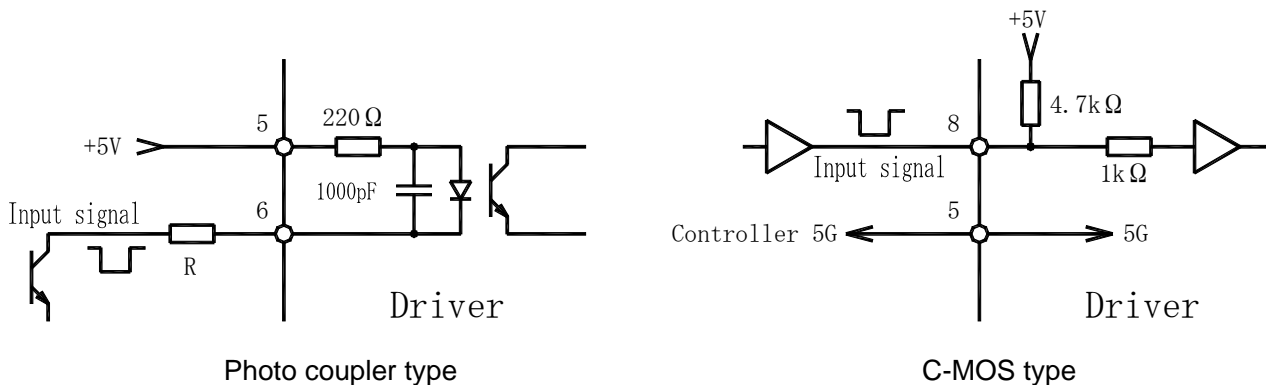 +5V
5
220Ω
8
4.7kΩ
+5V
1000pF
Input signal
1kΩ
Input signal
6
5
R
Controller 5G
5G
Driver
Driver
Photo coupler type
C-MOS type